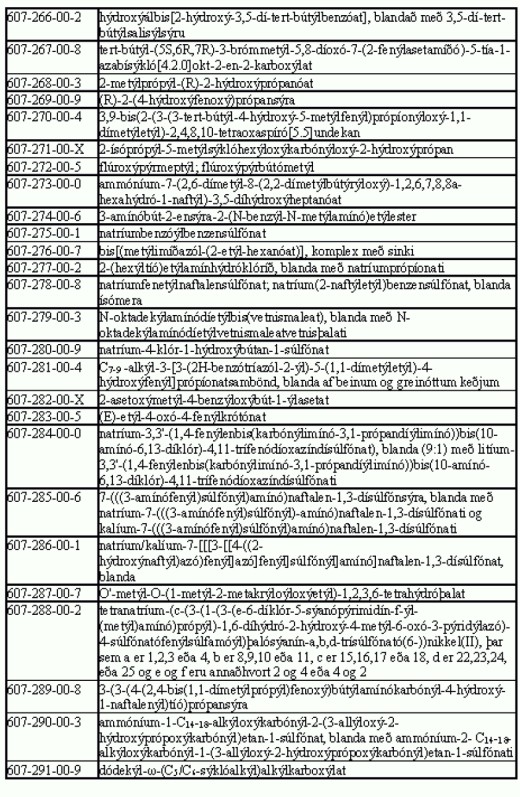 607-266-00-2 hýdroxýálbis[2-hýdroxý-3,5-dí-tert-bútýlbenzóat], blandað með 3,5-dí-tert-
bútýlsalisýlsýru
607-267-00-8 tert-bútýl-(5S,6R,7R)-3-brómmetýl-5,8-díoxó-7-(2-fenýlasetamíðó)-5-tía-1-
azabísýkló[4.2.0]okt-2-en-2-karboxýlat
607-268-00-3 2-metýlprópýl-(R)-2-hýdroxýprópanóat
607-269-00-9 (R)-2-(4-hýdroxýfenoxý)própansýra
607-270-00-4 3,9-bis(2-(3-(3-tert-bútýl-4-hýdroxý-5-metýlfenýl)própíonýloxý-1,1-
dímetýletýl)-2,4,8,10-tetraoxaspíró[5.5]undekan
607-271-00-X 2-ísóprópýl-5-metýlsýklóhexýloxýkarbónýloxý-2-hýdroxýprópan
607-272-00-5 flúroxýpýrmeptýl; flúroxýpýrbútómetýl
607-273-00-0 ammóníum-7-(2,6-dímetýl-8-(2,2-dímetýlbútýrýloxý)-1,2,6,7,8,8a-
hexahýdró-1-naftýl)-3,5-díhýdroxýheptanóat
607-274-00-6 3-amínóbút-2-ensýra-2-(N-benzýl-N-metýlamínó)etýlester
607-275-00-1 natríumbenzóýlbenzensúlfónat
607-276-00-7 bis[(metýlimíðazól-(2-etýl-hexanóat)], komplex með sinki
607-277-00-2 2-(hexýltíó)etýlamínhýdróklóríð, blanda með natríumprópíonati
607-278-00-8 natríumfenetýlnaftalensúlfónat; natríum(2-naftýletýl)benzensúlfónat, blanda
ísómera
607-279-00-3 N-oktadekýlamínódíetýlbis(vetnismaleat), blanda með N-
oktadekýlamínódíetýlvetnismaleatvetnisþalati
607-280-00-9 natríum-4-klór-1-hýdroxýbútan-1-súlfónat
607-281-00-4 C7-9 -alkýl-3-[3-(2H-benzótríazól-2-ýl)-5-(1,1-dímetýletýl)-4-
hýdroxýfenýl]própíonatsambönd, blanda af beinum og greinóttum keðjum
607-282-00-X 2-asetoxýmetýl-4-benzýloxýbút-1-ýlasetat
607-283-00-5 (E)-etýl-4-oxó-4-fenýlkrótónat
607-284-00-0 natríum-3,3'-(1,4-fenýlenbis(karbónýlimínó-3,1-própandíýlimínó))bis(10-
amínó-6,13-díklór)-4,11-trífenódíoxazíndísúlfónat), blanda (9:1) með litíum-
3,3'-(1,4-fenýlenbis(karbónýlimínó-3,1-própandíýlimínó))bis(10-amínó-
6,13-díklór)-4,11-trífenódíoxazíndísúlfónati
607-285-00-6 7-(((3-amínófenýl)súlfónýl)amínó)naftalen-1,3-dísúlfónsýra, blanda með
natríum-7-(((3-amínófenýl)súlfónýl)-amínó)naftalen-1,3-dísúlfónati og
kalíum-7-(((3-amínófenýl)súlfónýl)amínó)naftalen-1,3-dísúlfónati
607-286-00-1 natríum/kalíum-7-[[[3-[[4-((2-
hýdroxýnaftýl)azó)fenýl]azó]fenýl]súlfónýl]amínó]naftalen-1,3-dísúlfónat,
blanda
607-287-00-7 O'-metýl-O-(1-metýl-2-metakrýlóýloxýetýl)-1,2,3,6-tetrahýdróþalat
607-288-00-2 tetranatríum-(c-(3-(1-(3-(e-6-díklór-5-sýanópýrimidín-f-ýl-
(metýl)amínó)própýl)-1,6-díhýdró-2-hýdroxý-4-metýl-6-oxó-3-pýridýlazó)-
4-súlfónatófenýlsúlfamóýl)þalósýanín-a,b,d-trísúlfónató(6-))nikkel(II), þar
sem a er 1,2,3 eða 4, b er 8,9,10 eða 11, c er 15,16,17 eða 18, d er 22,23,24,
eða 25 og e og f eru annaðhvort 2 og 4 eða 4 og 2
607-289-00-8 3-(3-(4-(2,4-bis(1,1-dímetýlprópýl)fenoxý)bútýlamínókarbónýl-4-hýdroxý-
1-naftalenýl)tíó)própansýra
607-290-00-3 ammóníum-1-C14-18-alkýloxýkarbónýl-2-(3-allýloxý-2-
hýdroxýprópoxýkarbónýl)etan-1-súlfónat, blanda með ammóníum-2- C14-18-
alkýloxýkarbónýl-1-(3-allýloxý-2-hýdroxýprópoxýkarbónýl)etan-1-súlfónati
607-291-00-9 dódekýl-ω-(C5/C6-sýklóalkýl)alkýlkarboxýlat